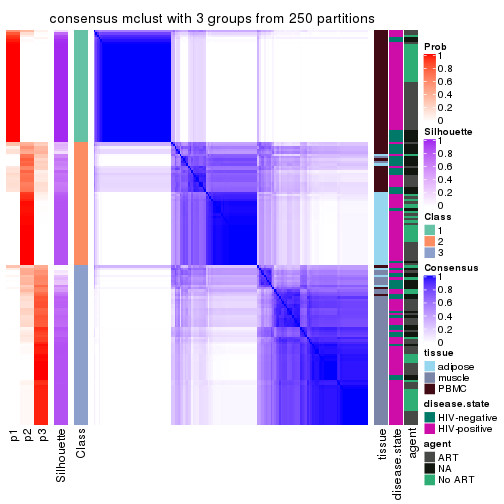 consensus mclust with 3 groups from 250 partitions
Prob
1
0.8
0.6
0.4
0.2
0
Silhouette
1
0.8
0.6
0.4
0.2
0
Class
1
2
3
Consensus
1
0.8
0.6
0.4
0.2
0
tissue
adipose
muscle
PBMC
disease.state
HIV-negative
HIV-positive
agent
ART
NA
No ART
p1
p2
p3
Silhouette
Class
tissue
disease.state
agent